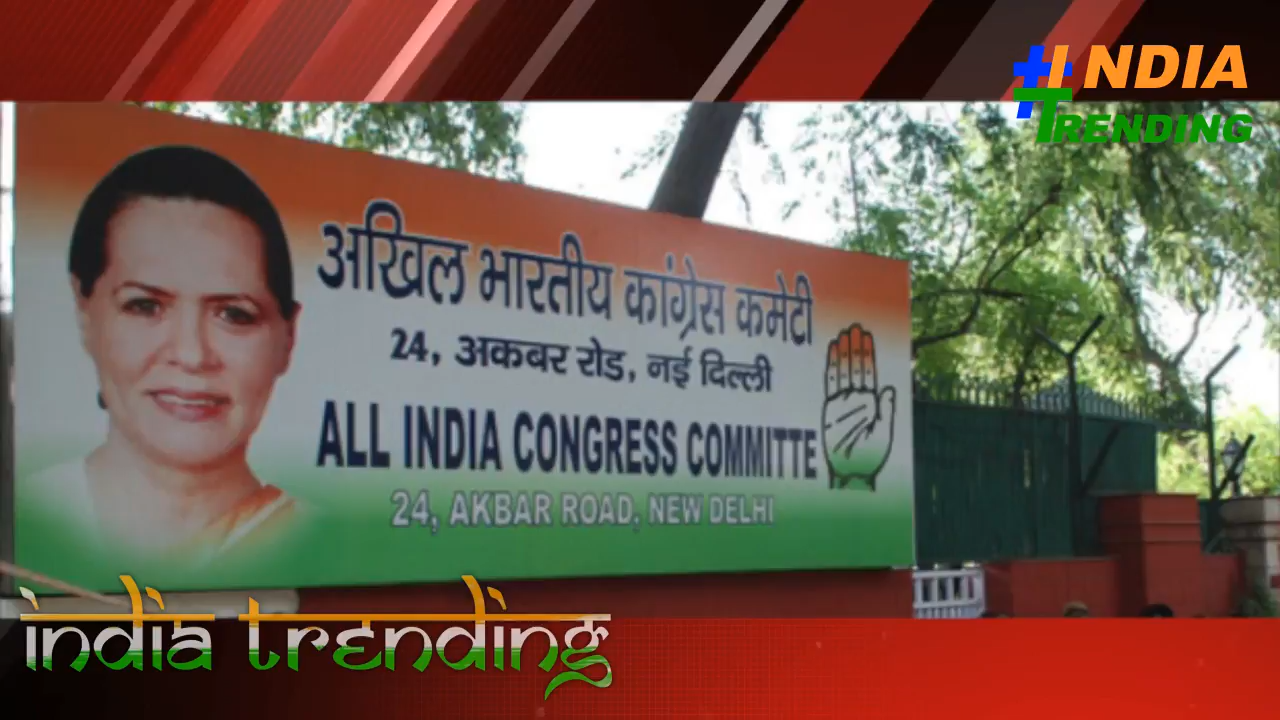 #INDIA
TRENDING
अखिल भारतीय कांग्रेस कमेटी
24, अकबर रोड, नई दिल्ली
ALL INDIA CONGRESS COMMITTE
24, AKBAR ROAD, NEW DELHI
india trending